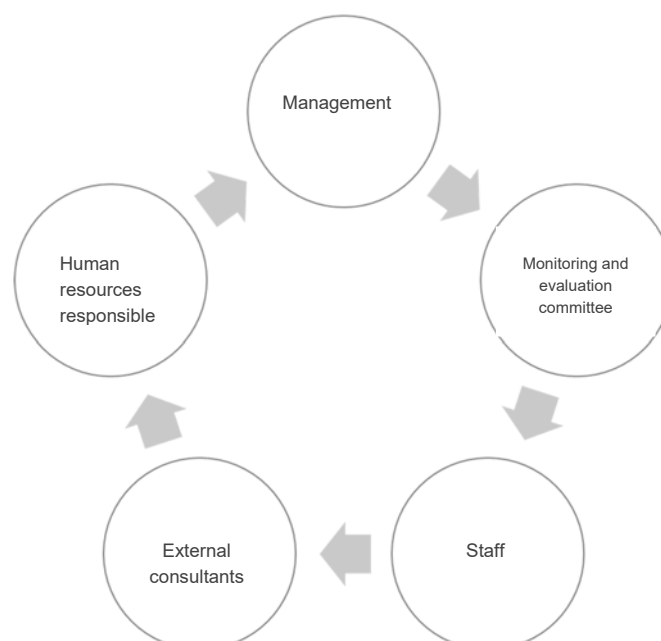 Management
Monitoring and
evaluation
committee
Staff
External
consultants
Human
resources
responsible